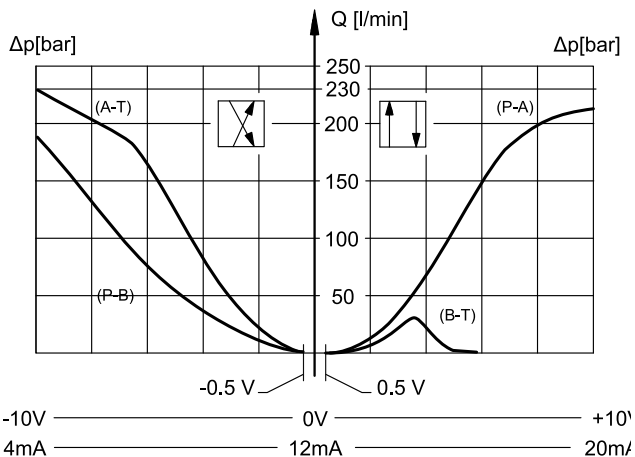 Q [l/min]
Δp[bar]
Δp[bar]
250
230
200
150
100
50
(A-T)
(P-A)
(P-B)
(B-T)
-0.5 V
0.5 V
-10V
0V
+10V
4mA
12mA
20mA